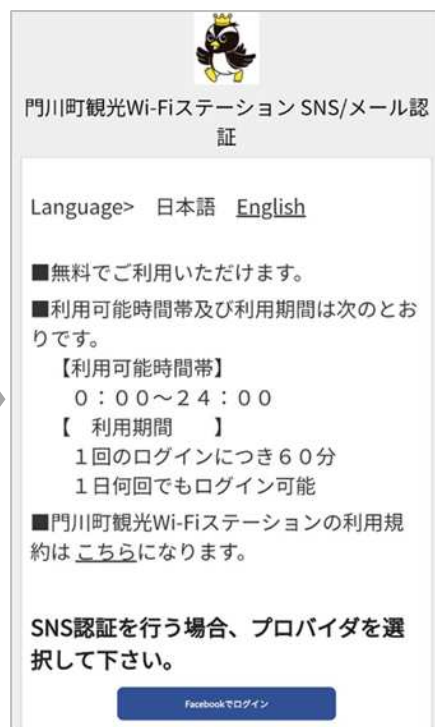 門川町観光Wi-Fiステーション SNS/メール認
証
Language>　日本語　English
■無料でご利用いただけます。
■利用可能時間帯及び利用期間は次のとお
りです。
【利用可能時間帯】
０：００～２４：００
【　利用期間　　】
１回のログインにつき６０分
１日何回でもログイン可能
■門川町観光Wi-Fiステーションの利用規
約は こちらになります。
SNS認証を行う場合、プロバイダを選
択して下さい。
Facebookでログイン